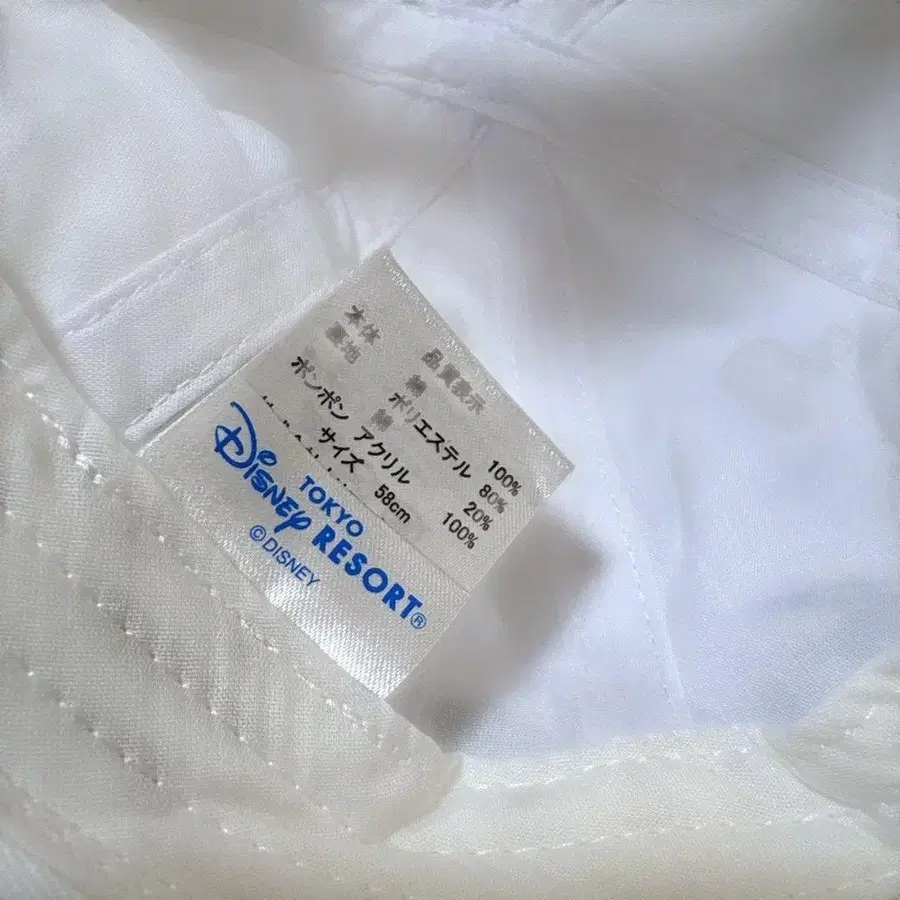 品質表示
本体 綿 100%
裏地 ポリエステル 80%
綿 20%
ポンポン アクリル 100%
サイズ 58cm
TOKYO
DISNEY RESORT®
©DISNEY